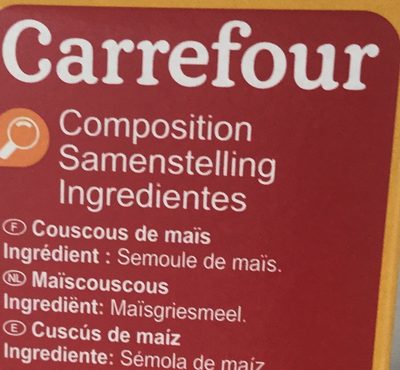 Carrefour
Composition
Samenstelling
Ingredientes
F Couscous de maïs
Ingrédient : Semoule de maïs.
NL Maïscouscous
Ingrediënt: Maïsgriesmeel.
E Cuscús de maíz
Ingrediente: Sémola de maíz